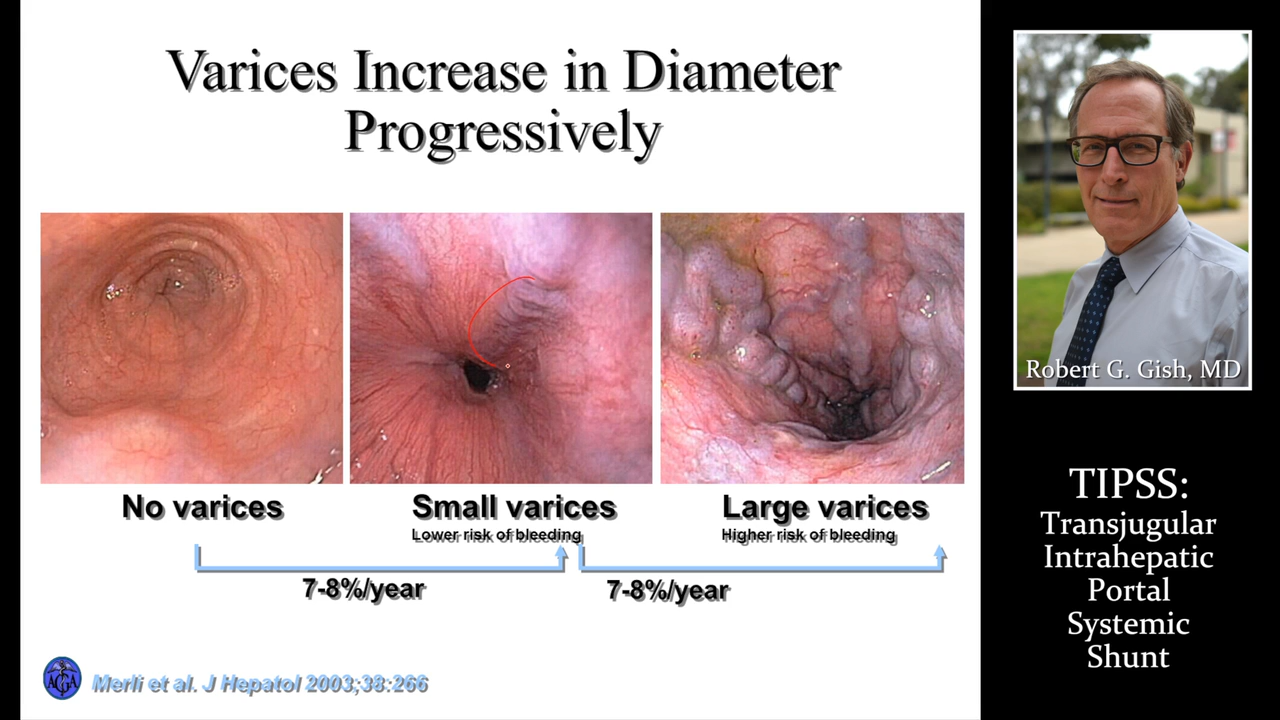 Varices Increase in Diameter
Progressively
No varices
Small varices
Lower risk of bleeding
Large varices
Higher risk of bleeding
7-8%/year
7-8%/year
AGA
Merli et al. J Hepatol 2003;38:266
Robert G. Gish, MD
TIPSS:
Transjugular
Intrahepatic
Portal
Systemic
Shunt